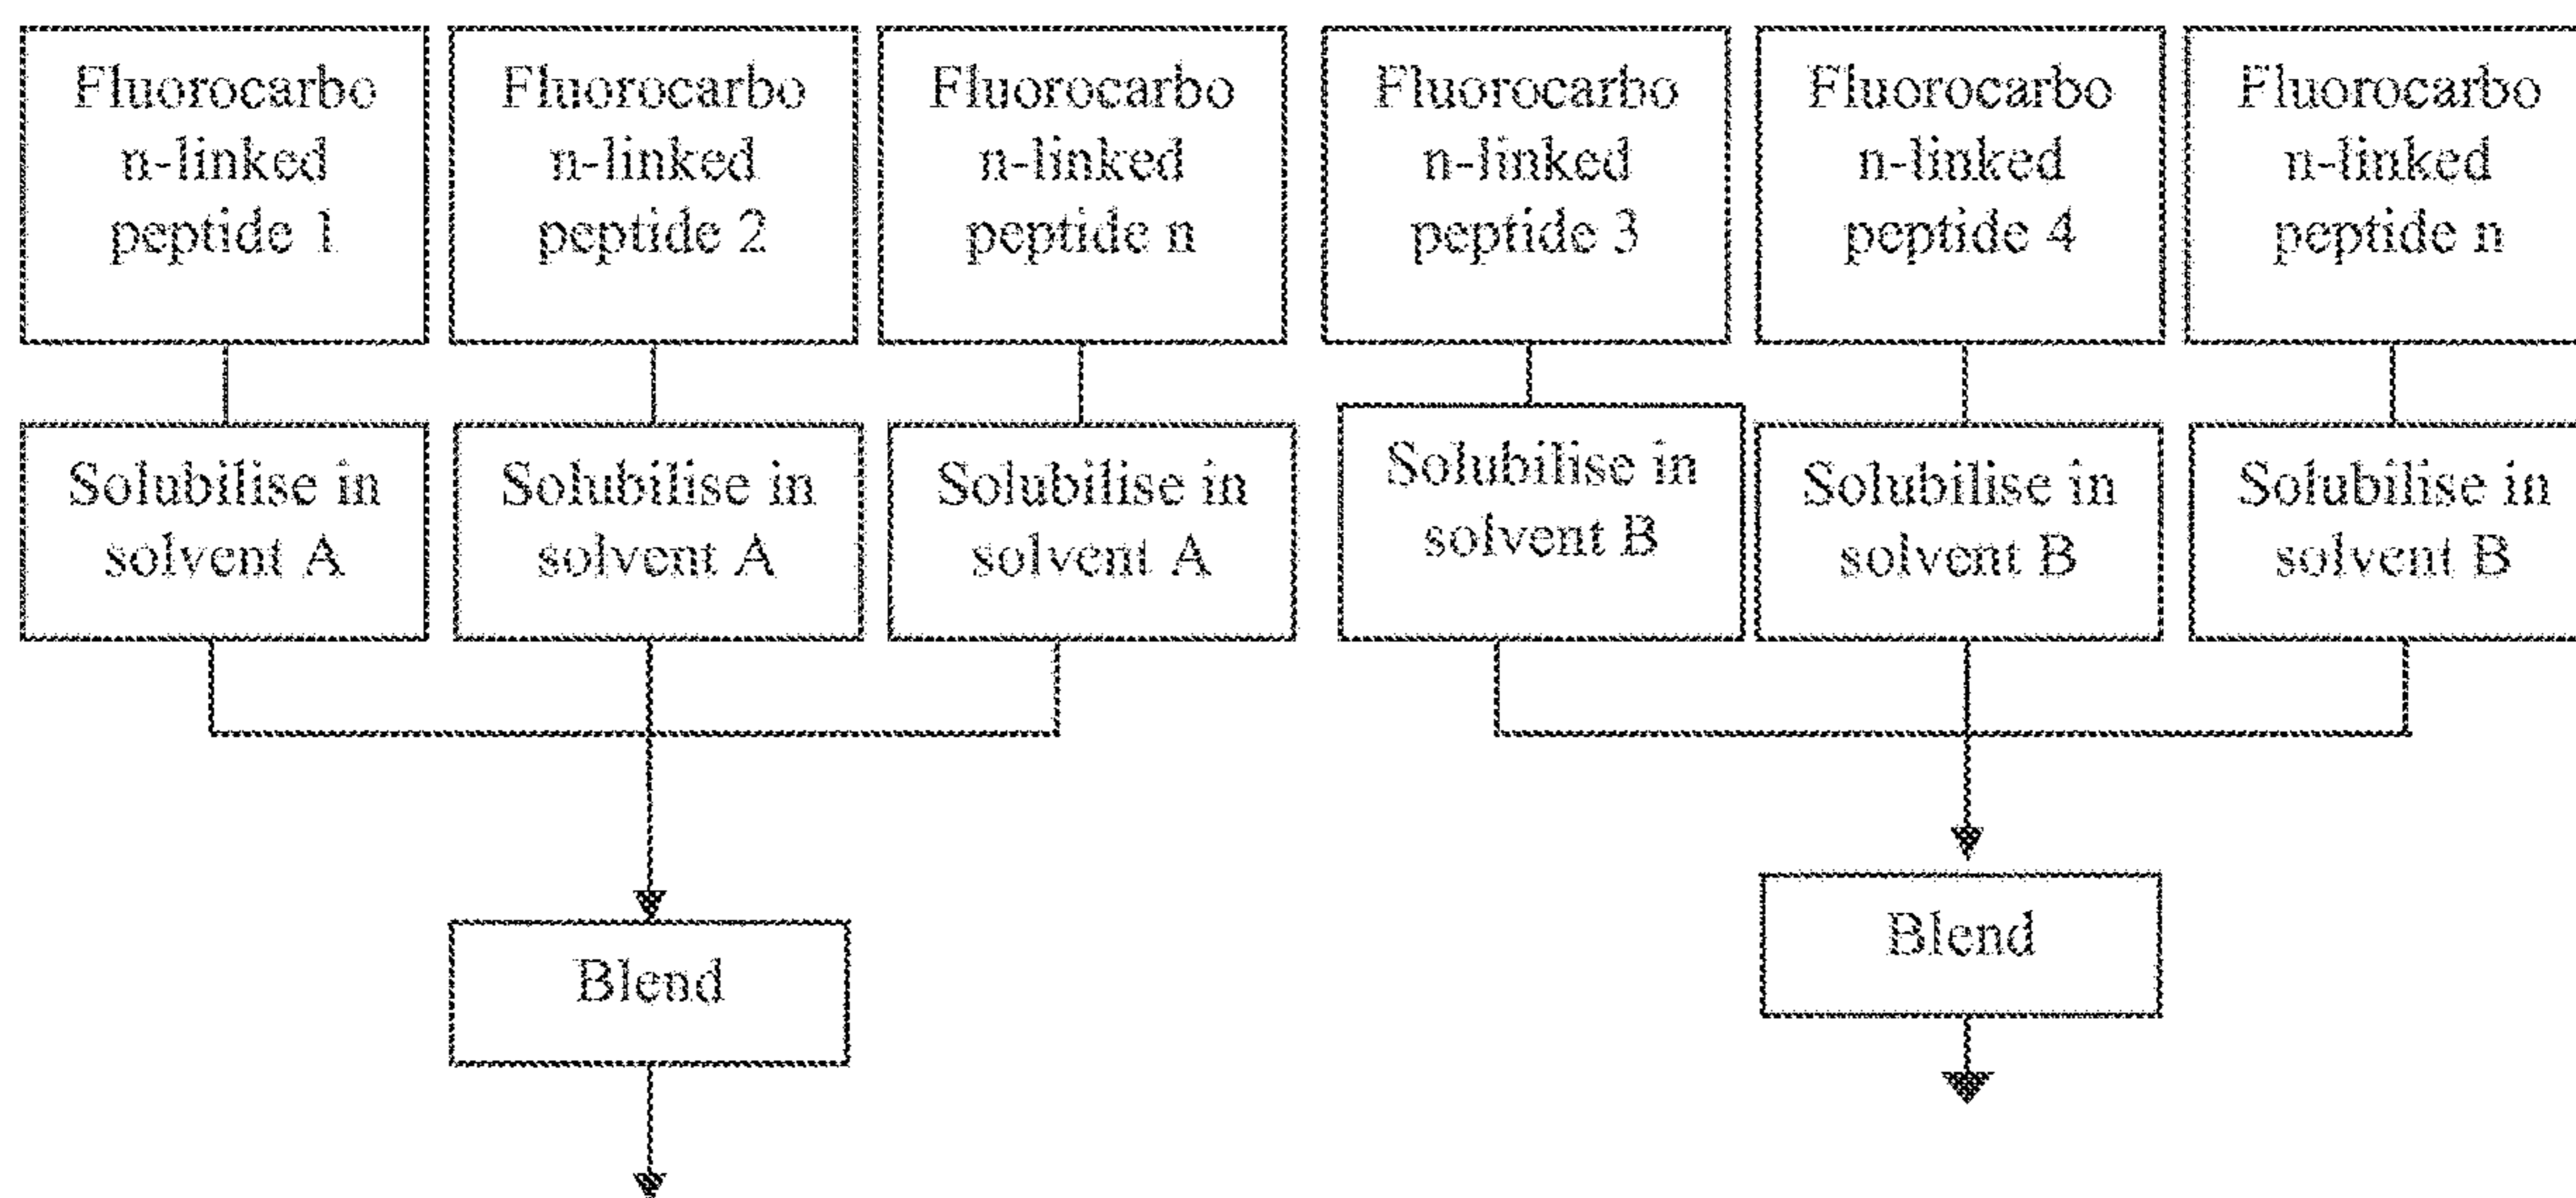 Fluorocarbo
n-linked
peptide 1
Fluorocarbo
n-linked
peptide 2
Fluorocarbo
n-linked
peptide n
Fluorocarbo
n-linked
peptide 3
Fluorocarbo
n-linked
peptide 4
Fluorocarbo
n-linked
peptide n
Solubilise in
solvent A
Solubilise in
solvent A
Solubilise in
solvent A
Solubilise in
solvent B
Solubilise in
solvent B
Solubilise in
solvent B
Blend
Blend